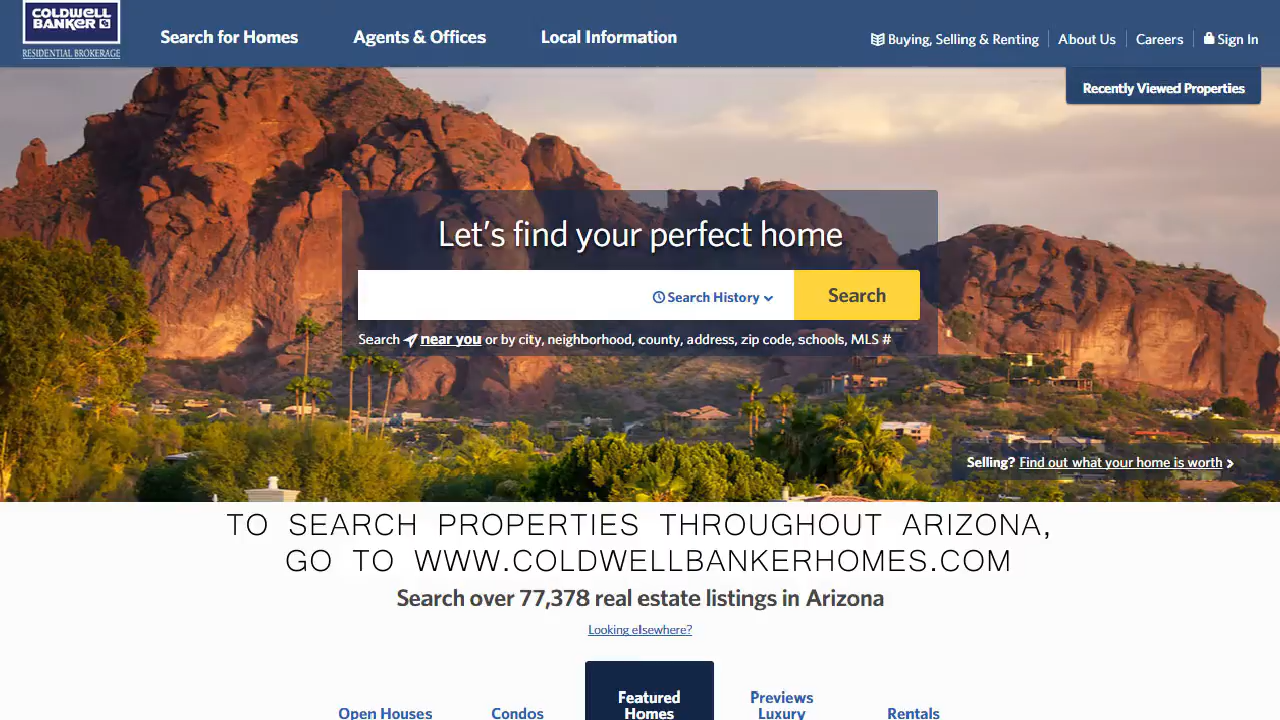 COLDWELL
BANKER
RESIDENTIAL BROKERAGE
Search for Homes
Agents & Offices
Local Information
Buying, Selling & Renting
About Us
Careers
Sign In
Recently Viewed Properties
Let's find your perfect home
Search History
Search
Search near you or by city, neighborhood, county, address, zip code, schools, MLS #
Selling? Find out what your home is worth
TO SEARCH PROPERTIES THROUGHOUT ARIZONA,
GO TO WWW.COLDWELLBANKERHOMES.COM
Search over 77,378 real estate listings in Arizona
Looking elsewhere?
Open Houses
Condos
Featured
Homes
Previews
Luxury
Rentals